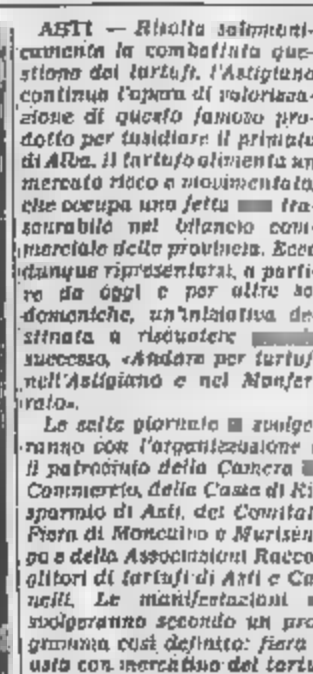 ASTI — Risolta salomoni-
camente la combattuta que-
stione dei tartufi, l'Astigiano
continua l'opera di valorizza-
zione di questo famoso pro-
dotto per insidiare il primato
di Alba. Il tartufo alimenta un
mercato ricco e movimentato,
che occupa una fetta tra-
scurabile nel bilancio com-
merciale della provincia. Ecco
dunque ripresentarsi, a parti-
re da oggi e per altre
domeniche, un'iniziativa de-
stinata a riscuotere
successo, «Andare per tartufi
nell'Astigiano e nel Monfer-
rato».
Le sette giornate svolge-
ranno con l'organizzazione e
il patrocinio della Camera
Commercio, della Cassa di Ri-
sparmio di Asti, dei Comitati
Fiera di Moncalvo e Murisen-
go e della Associazioni Racco-
glitori di tartufi di Asti e Ca-
nelli. Le manifestazioni
svolgeranno secondo un pro-
gramma così definito: fiera
asta con mercatino del tartu